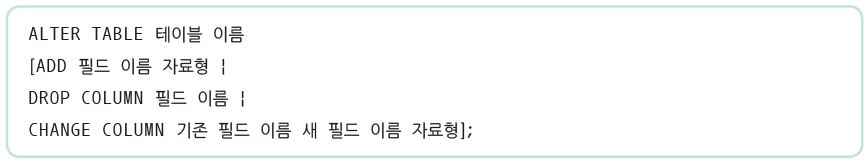 ALTER TABLE 테이블 이름
[ADD 필드 이름 자료형 ¦
DROP COLUMN 필드 이름 ¦
CHANGE COLUMN 기존 필드 이름 새 필드 이름 자료형];